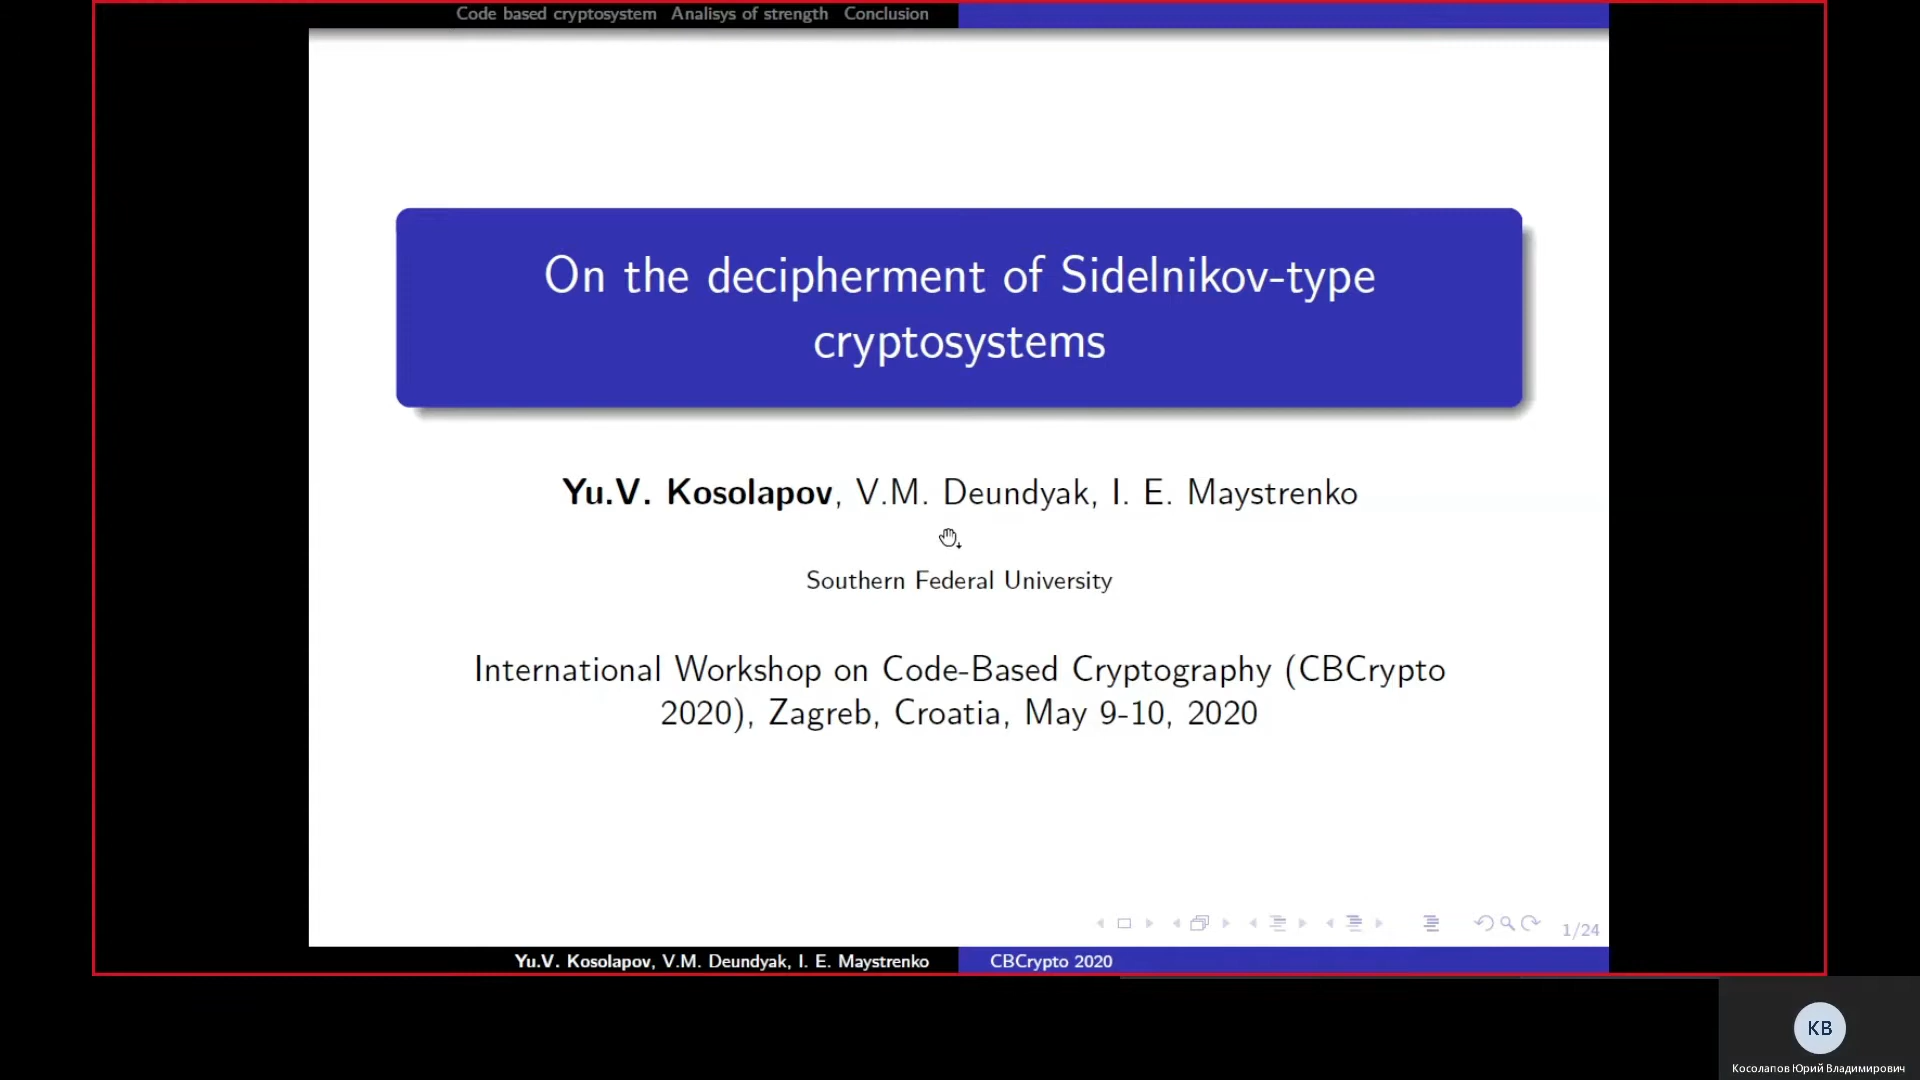 Code based cryptosystem Analisys of strength Conclusion
On the decipherment of Sidelnikov-type
cryptosystems
Yu.V. Kosolapov, V.M. Deundyak, I. E. Maystrenko
Southern Federal University
International Workshop on Code-Based Cryptography (CBCrypto
2020), Zagreb, Croatia, May 9-10, 2020
1/24
Yu.V. Kosolapov, V.M. Deundyak, I. E. Maystrenko CBCrypto 2020
КВ
Косолапов Юрий Владимирович